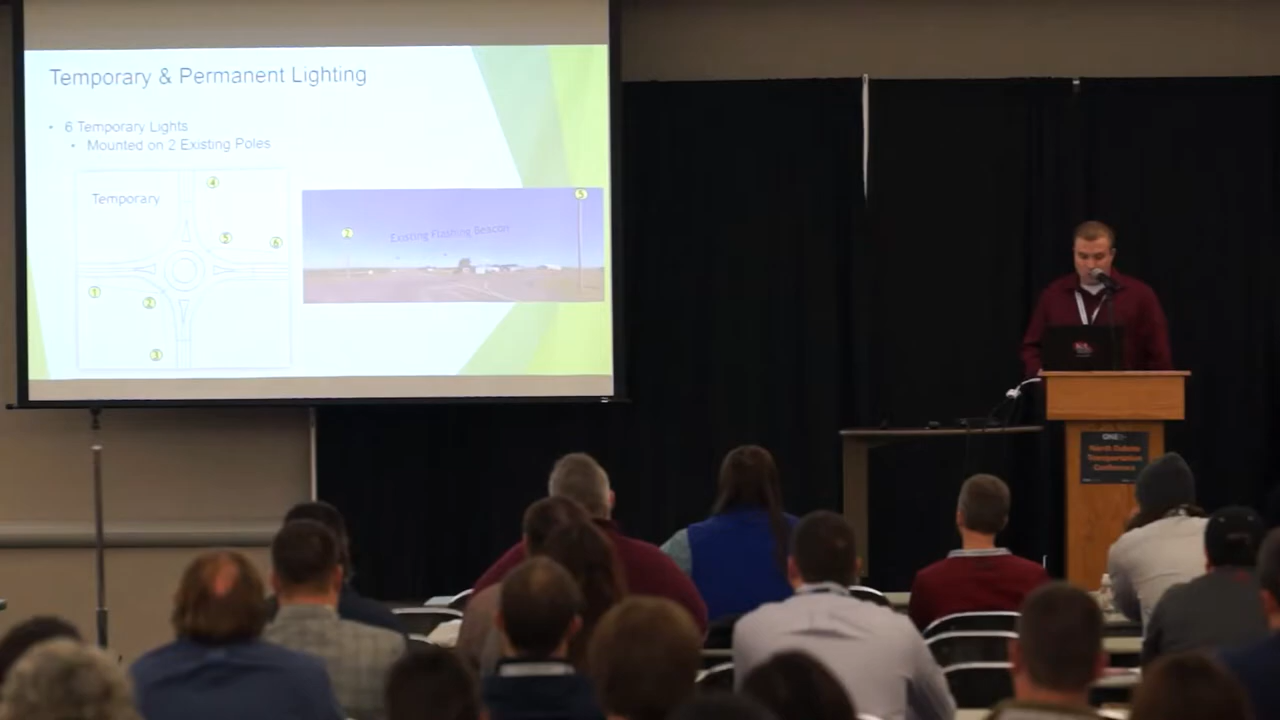 Temporary & Permanent Lighting
• 6 Temporary Lights
• Mounted on 2 Existing Poles
Temporary
4
5
6
1
2
3
5
2
Existing Flashing Beacon
North Dakota
Transportation
Conference